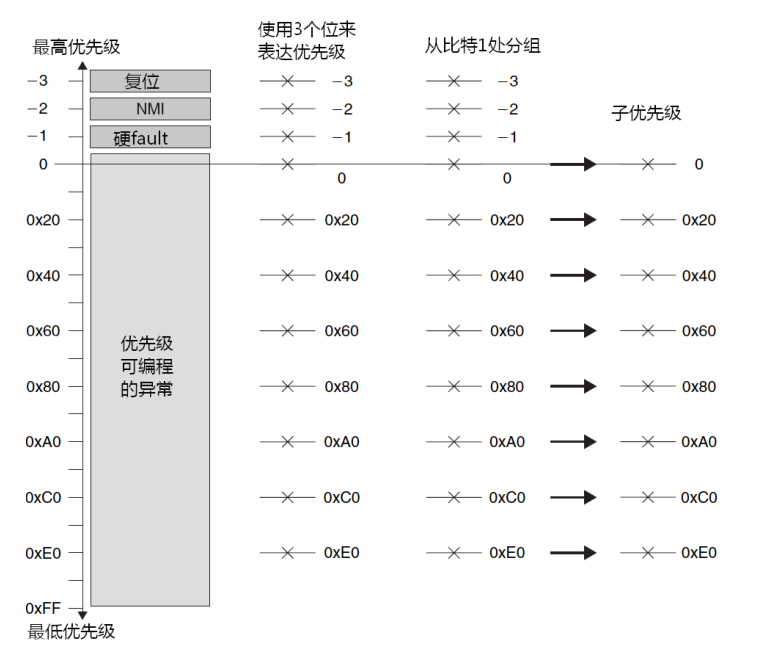 最高优先级
使用3个位来
表达优先级
从比特1处分组
子优先级
-3 复位 -3 -3
-2 NMI -2 -2
-1 硬fault -1 -1
0 0 0 0
0x20 0x20 0x20 0x20
0x40 0x40 0x40 0x40
0x60 0x60 0x60 0x60
优先级
可编程
的异常
0x80 0x80 0x80 0x80
0xA0 0xA0 0xA0 0xA0
0xC0 0xC0 0xC0 0xC0
0xE0 0xE0 0xE0 0xE0
0xFF
最低优先级